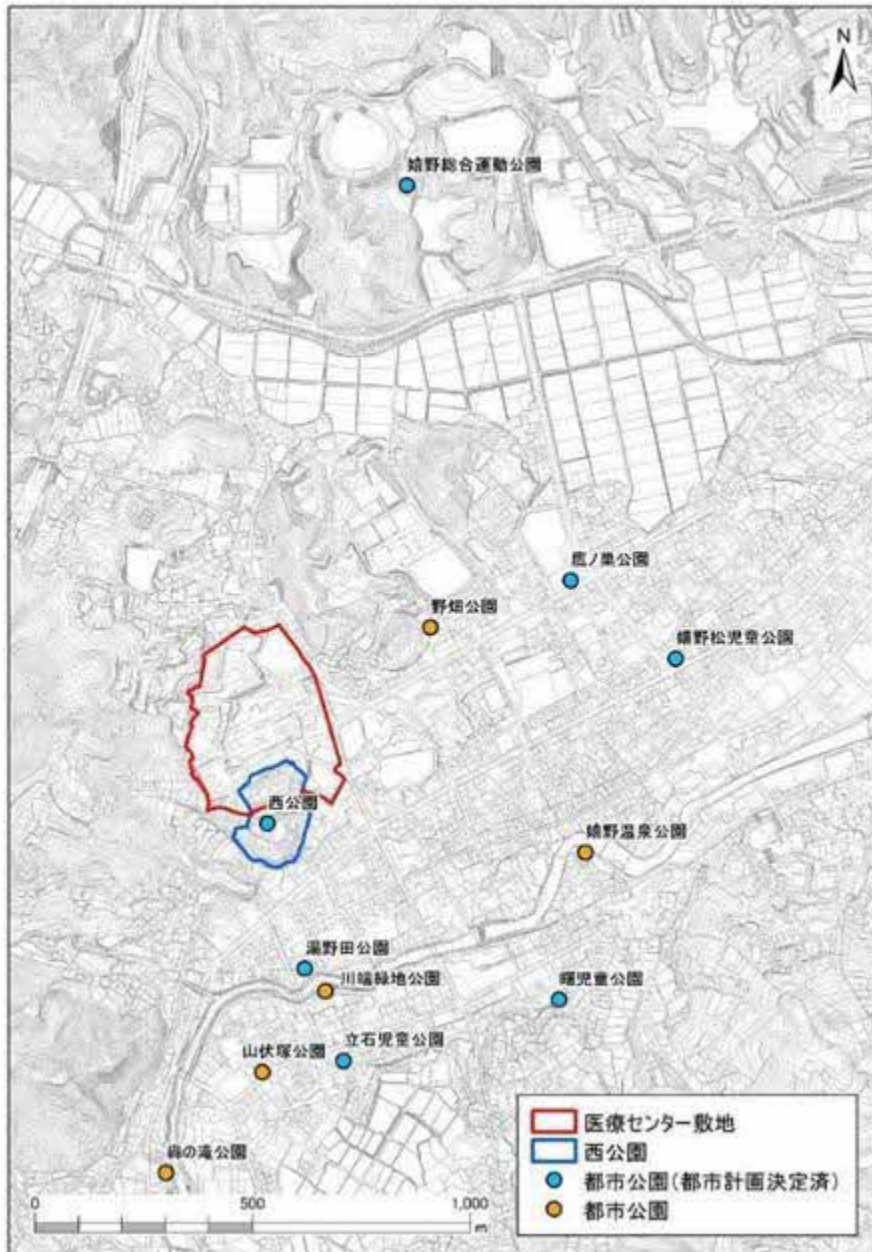 N
嬉野総合運動公園
鷹ノ巣公園
野畑公園
嬉野松児童公園
西公園
嬉野温泉公園
湯野田公園
川端緑地公園
曙児童公園
立石児童公園
山伏塚公園
の滝公園
医療センター敷地
西公園
都市公園(都市計画決定済)
都市公園
0 500 1,000
m